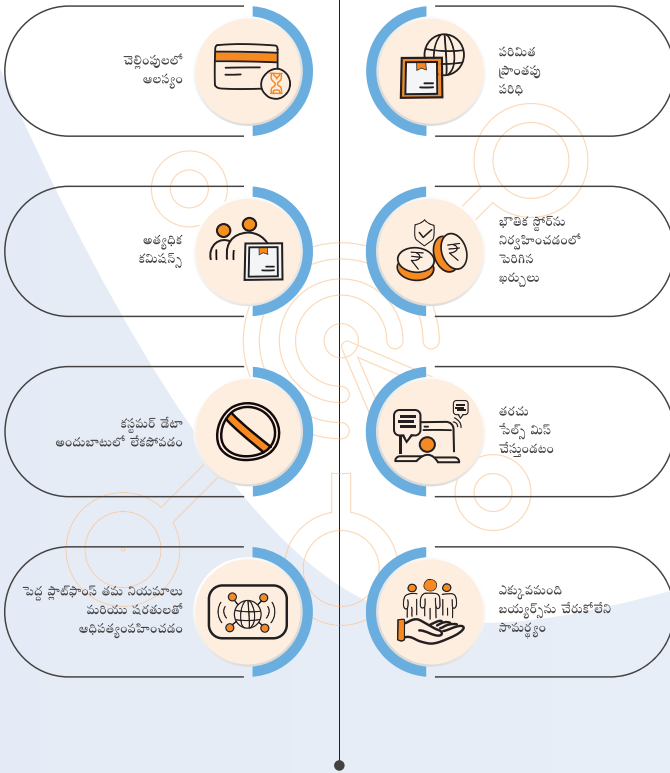 చెల్లింపులలో
ఆలస్యం
పరిమిత
ప్రాంతపు
పరిధి
అత్యధిక
కమిషన్స్
భౌతిక స్టోర్‌ను
నిర్వహించడంలో
పెరిగిన
ఖర్చులు
కస్టమర్ డేటా
అందుబాటులో లేకపోవడం
తరచు
సేల్స్ మిస్
చేస్తుండటం
పెద్ద ప్లాట్‌ఫాంస్ తమ నియమాలు
మరియు షరతులతో
ఆధిపత్యంవహించడం
ఎక్కువమంది
బయ్యర్స్‌ను చేరుకోలేని
సామర్థ్యం